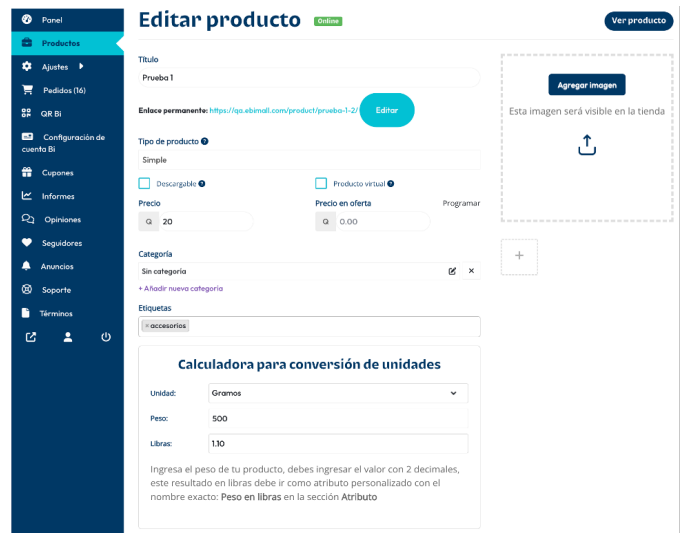 Panel
Productos
Ajustes
Pedidos (16)
QR Bi
Configuración de
cuenta Bi
Cupones
Informes
Opiniones
Seguidores
Anuncios
Soporte
Términos
Editar producto
Online
Ver producto
Título
Prueba 1
Enlace permanente: https://qa.ebimall.com/product/prueba-1-2/
Editar
Tipo de producto
Simple
Descargable
Producto virtual
Precio
Precio en oferta
Programar
Q 20
Q 0.00
Categoría
Sin categoría
×
+ Añadir nueva categoria
Etiquetas
× accesorios
Calculadora para conversión de unidades
Unidad: Gramos
Peso: 500
Libras: 1.10
Ingresa el peso de tu producto, debes ingresar el valor con 2 decimales,
este resultado en libras debe ir como atributo personalizado con el
nombre exacto: Peso en libras en la sección Atributo
Agregar imagen
Esta imagen será visible en la tienda
+